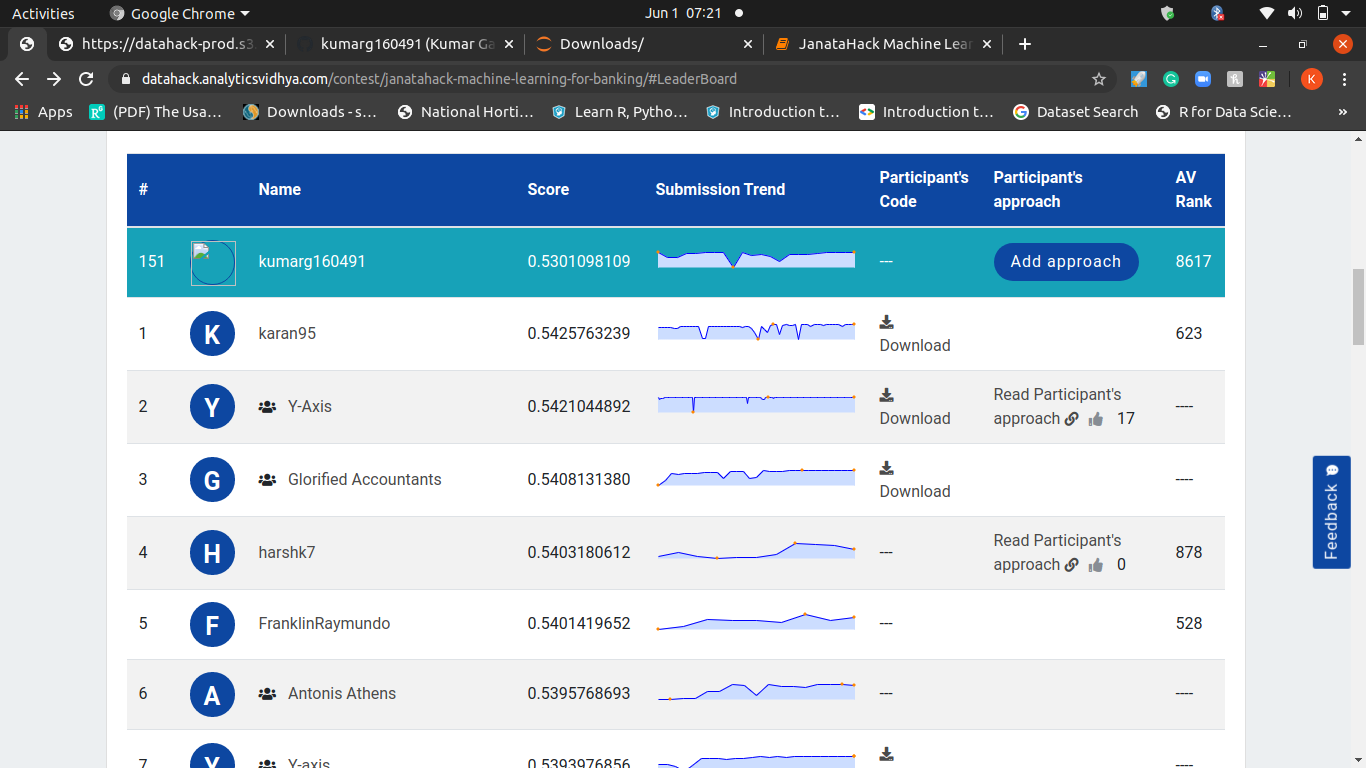 Activities Google Chrome Jun 1 07:21
https://datahack-prod.s3. kumarg160491 (Kumar Ga Downloads/ JanataHack Machine Lear
datahack.analyticsvidhya.com/contest/janatahack-machine-learning-for-banking/#LeaderBoard K
Apps (PDF) The Usa… Downloads - s… National Horti… Learn R, Pytho… Introduction t… Introduction t… Dataset Search R for Data Scie… »
# Name Score Submission Trend Participant's Code Participant's approach AV Rank
151 kumarg160491 0.5301098109 --- Add approach 8617
1 K karan95 0.5425763239 Download 623
2 Y Y-Axis 0.5421044892 Download Read Participant's approach 17 ----
3 G Glorified Accountants 0.5408131380 Download ----
4 H harshk7 0.5403180612 --- Read Participant's approach 0 878
5 F FranklinRaymundo 0.5401419652 --- 528
6 A Antonis Athens 0.5395768693 --- ----
7 Y Y-axis 0.5393976856 ----
Feedback